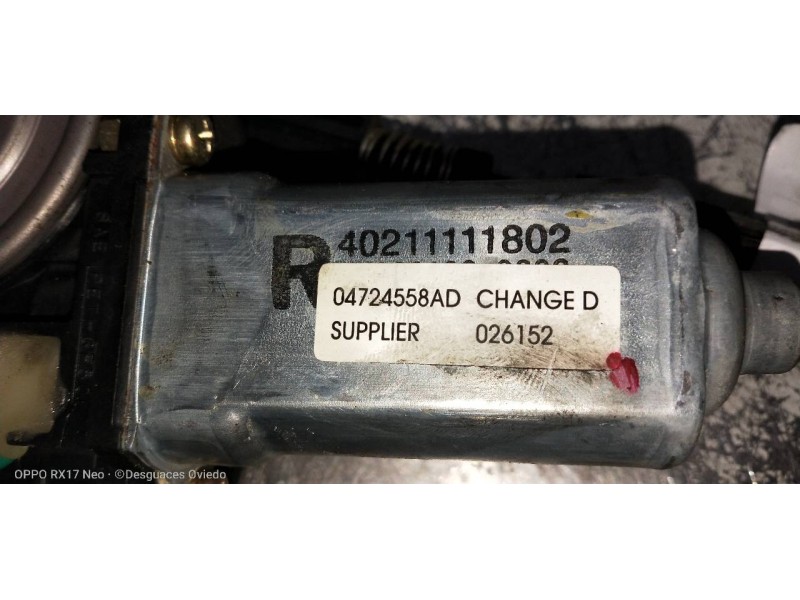 R 40211111802
04724558AD CHANGE D
SUPPLIER 026152
OPPO RX17 Neo · ©Desguaces Oviedo